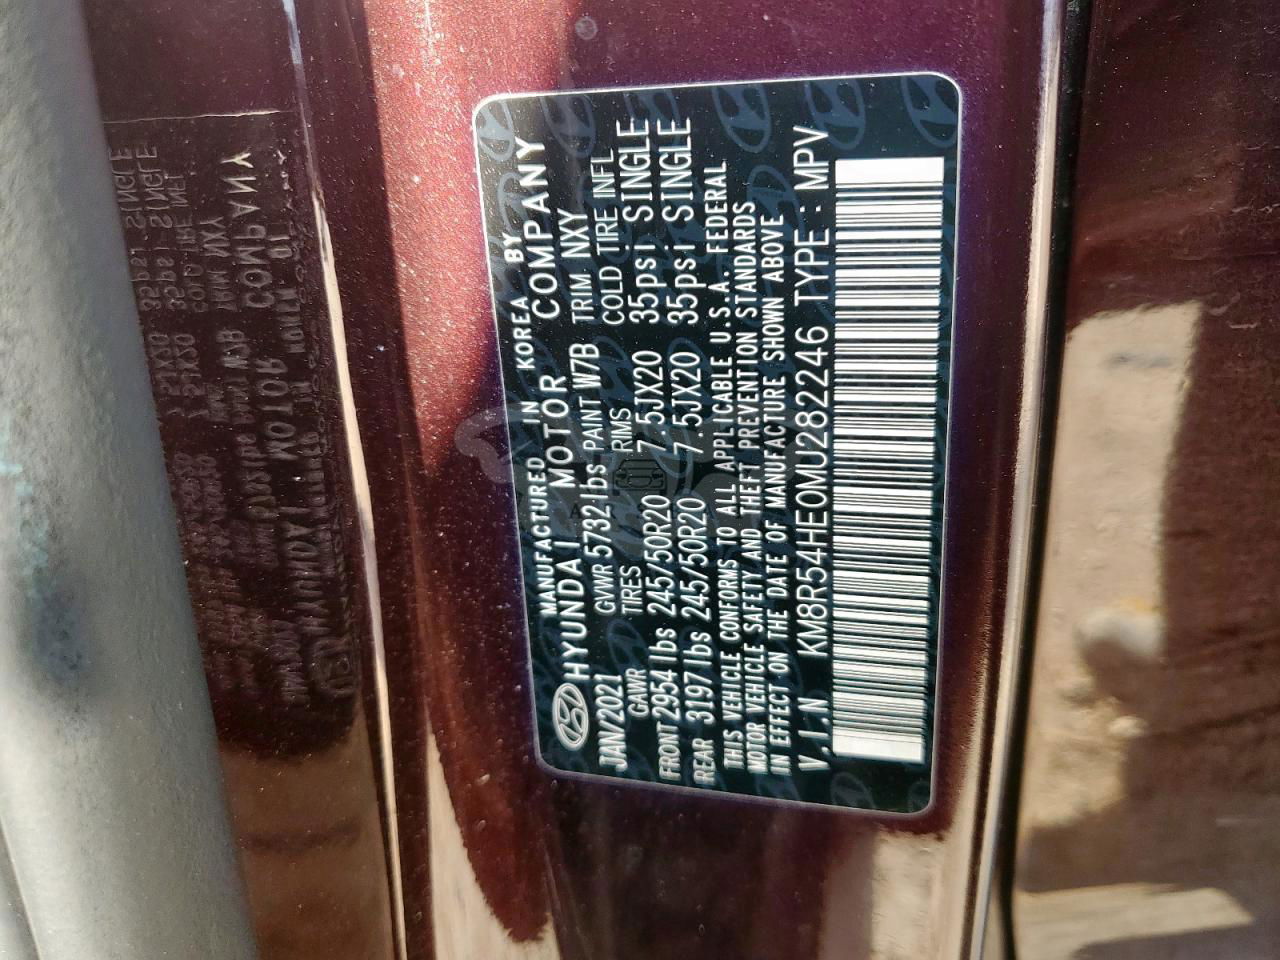 MANUFACTURED IN KOREA BY
HYUNDAI MOTOR COMPANY
JAN/2021 GVWR 5732 lbs PAINT W7B TRIM NXY
GAWR TIRES RIMS COLD TIRE INFL
FRONT 2954 lbs 245/50R20 7.5JX20 35psi SINGLE
REAR 3197 lbs 245/50R20 7.5JX20 35psi SINGLE
THIS VEHICLE CONFORMS TO ALL APPLICABLE U.S.A. FEDERAL
MOTOR VEHICLE SAFETY AND THEFT PREVENTION STANDARDS
IN EFFECT ON THE DATE OF MANUFACTURE SHOWN ABOVE
V.I.N KM8R54HE0MU282246 TYPE : MPV